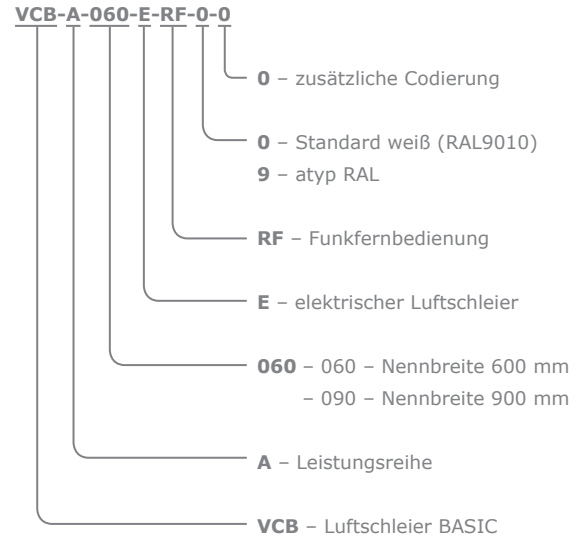 VCB-A-060-E-RF-0-0
0 – zusätzliche Codierung
0 – Standard weiß (RAL9010)
9 – atyp RAL
RF – Funkfernbedienung
E – elektrischer Luftschleier
060 – 060 – Nennbreite 600 mm
– 090 – Nennbreite 900 mm
A – Leistungsreihe
VCB – Luftschleier BASIC